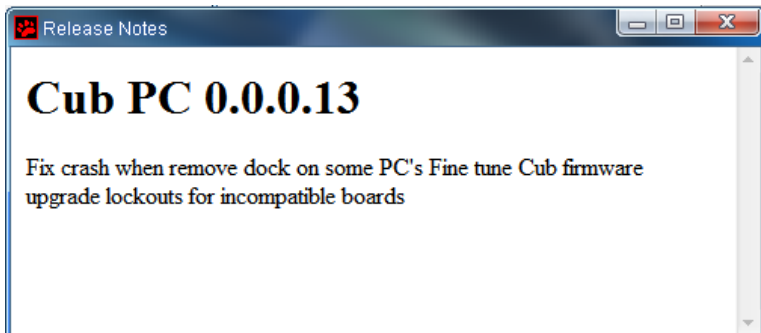 Release Notes
Cub PC 0.0.0.13
Fix crash when remove dock on some PC's Fine tune Cub firmware
upgrade lockouts for incompatible boards